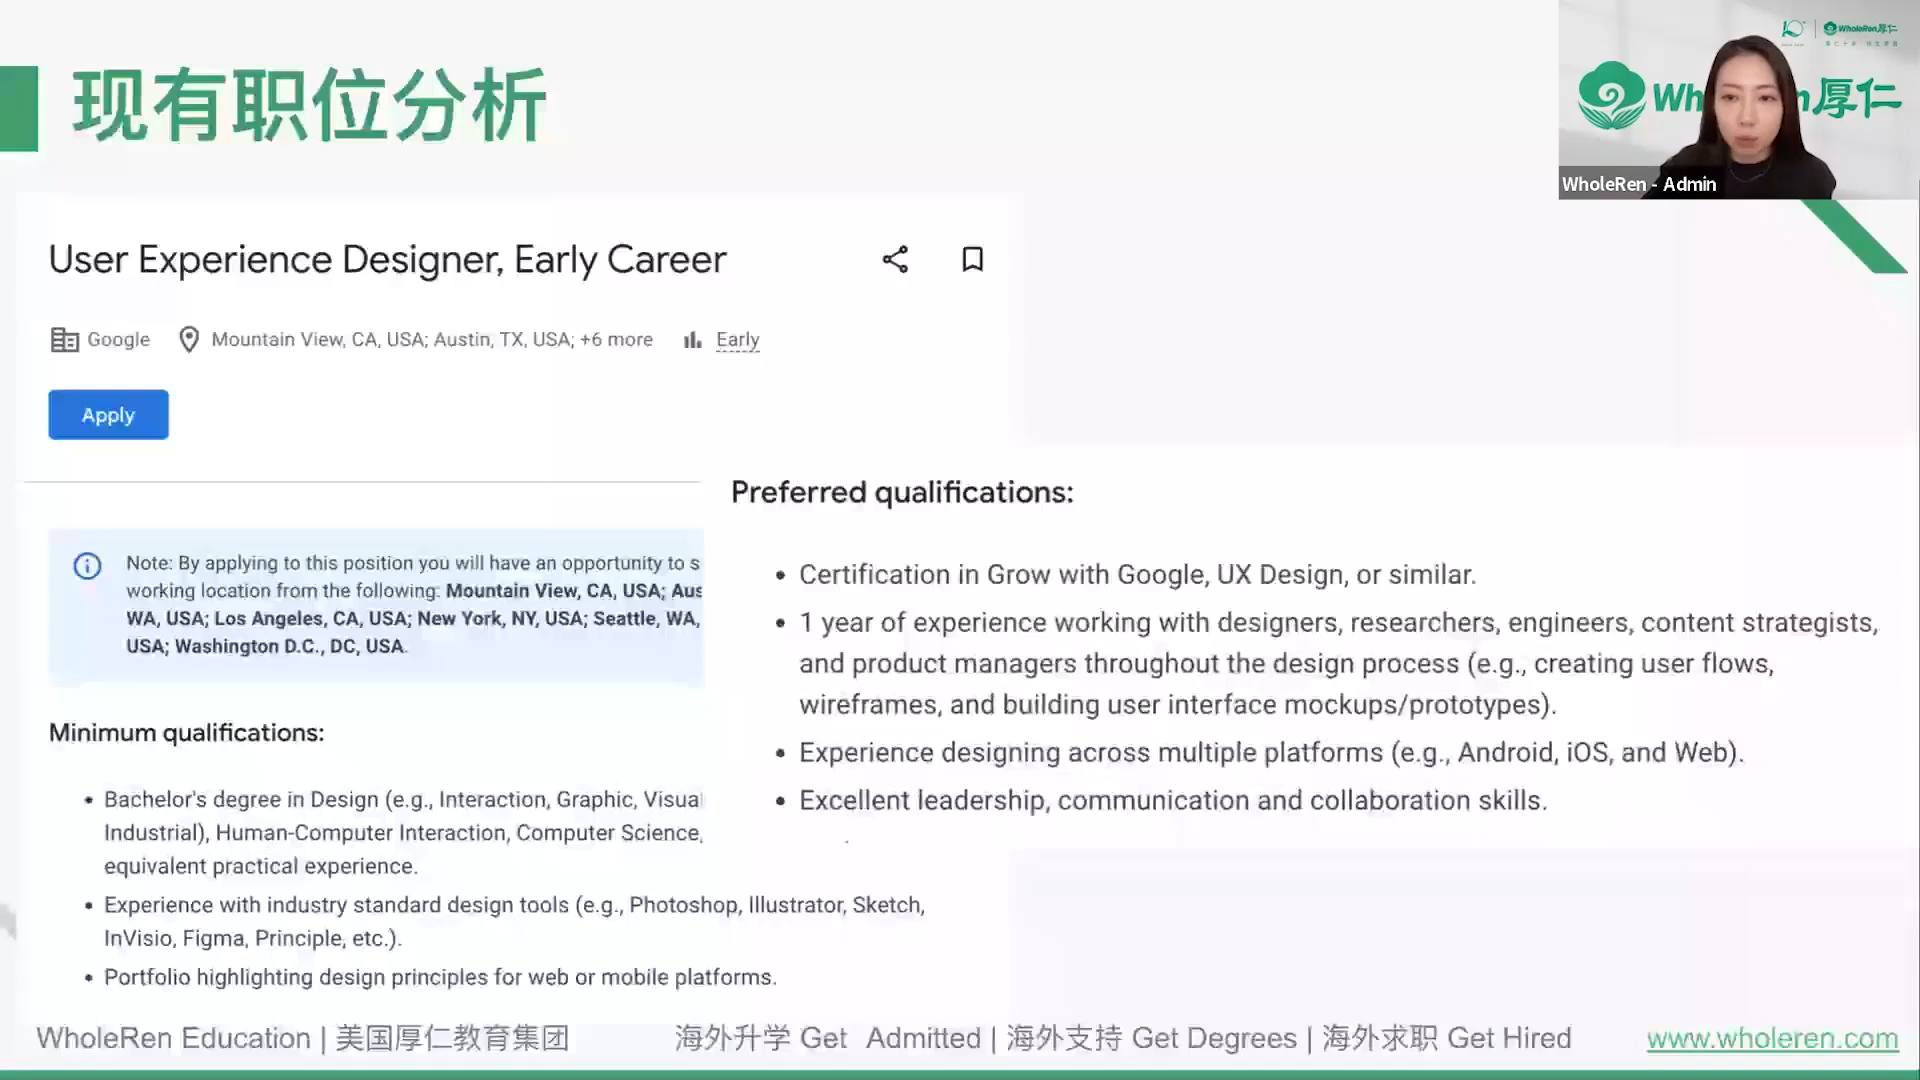 现有职位分析
WholeRen厚仁
WholeRen - Admin
User Experience Designer, Early Career
Google
Mountain View, CA, USA; Austin, TX, USA; +6 more
Early
Apply
Note: By applying to this position you will have an opportunity to s
working location from the following: Mountain View, CA, USA; Aus
WA, USA; Los Angeles, CA, USA; New York, NY, USA; Seattle, WA,
USA; Washington D.C., DC, USA.
Minimum qualifications:
• Bachelor's degree in Design (e.g., Interaction, Graphic, Visual
Industrial), Human-Computer Interaction, Computer Science,
equivalent practical experience.
• Experience with industry standard design tools (e.g., Photoshop, Illustrator, Sketch,
InVisio, Figma, Principle, etc.).
• Portfolio highlighting design principles for web or mobile platforms.
Preferred qualifications:
• Certification in Grow with Google, UX Design, or similar.
• 1 year of experience working with designers, researchers, engineers, content strategists,
and product managers throughout the design process (e.g., creating user flows,
wireframes, and building user interface mockups/prototypes).
• Experience designing across multiple platforms (e.g., Android, iOS, and Web).
• Excellent leadership, communication and collaboration skills.
WholeRen Education | 美国厚仁教育集团
海外升学 Get Admitted | 海外支持 Get Degrees | 海外求职 Get Hired
www.wholeren.com